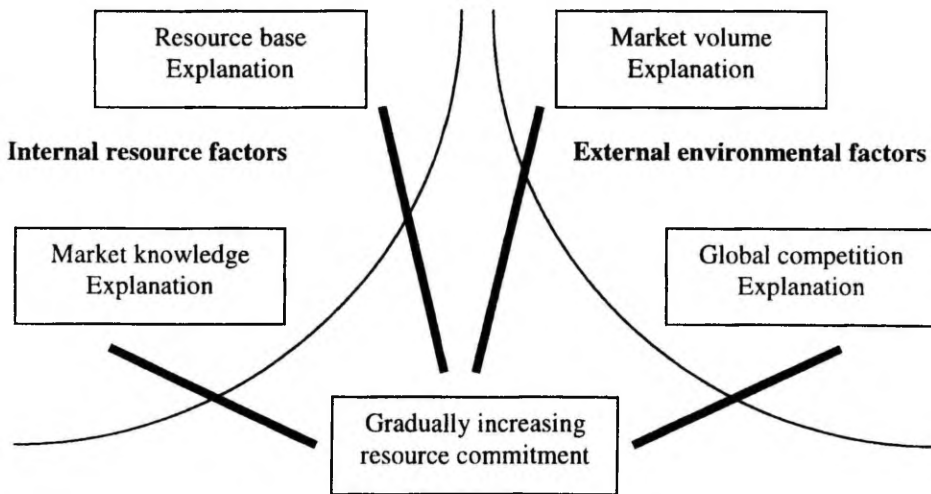 Resource base
Explanation
Market volume
Explanation
Internal resource factors
External environmental factors
Market knowledge
Explanation
Global competition
Explanation
Gradually increasing
resource commitment